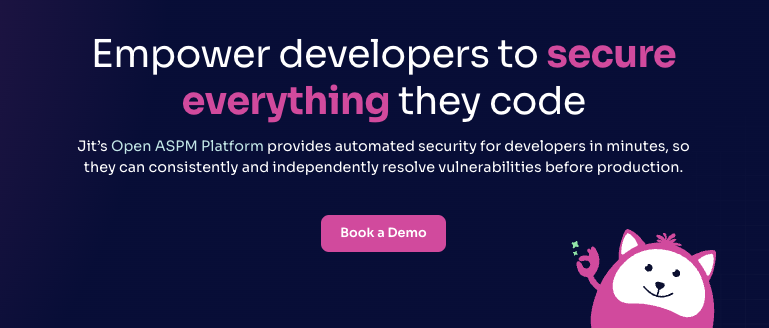 Empower developers to secure
everything they code
Jit’s Open ASPM Platform provides automated security for developers in minutes, so
they can consistently and independently resolve vulnerabilities before production.
Book a Demo